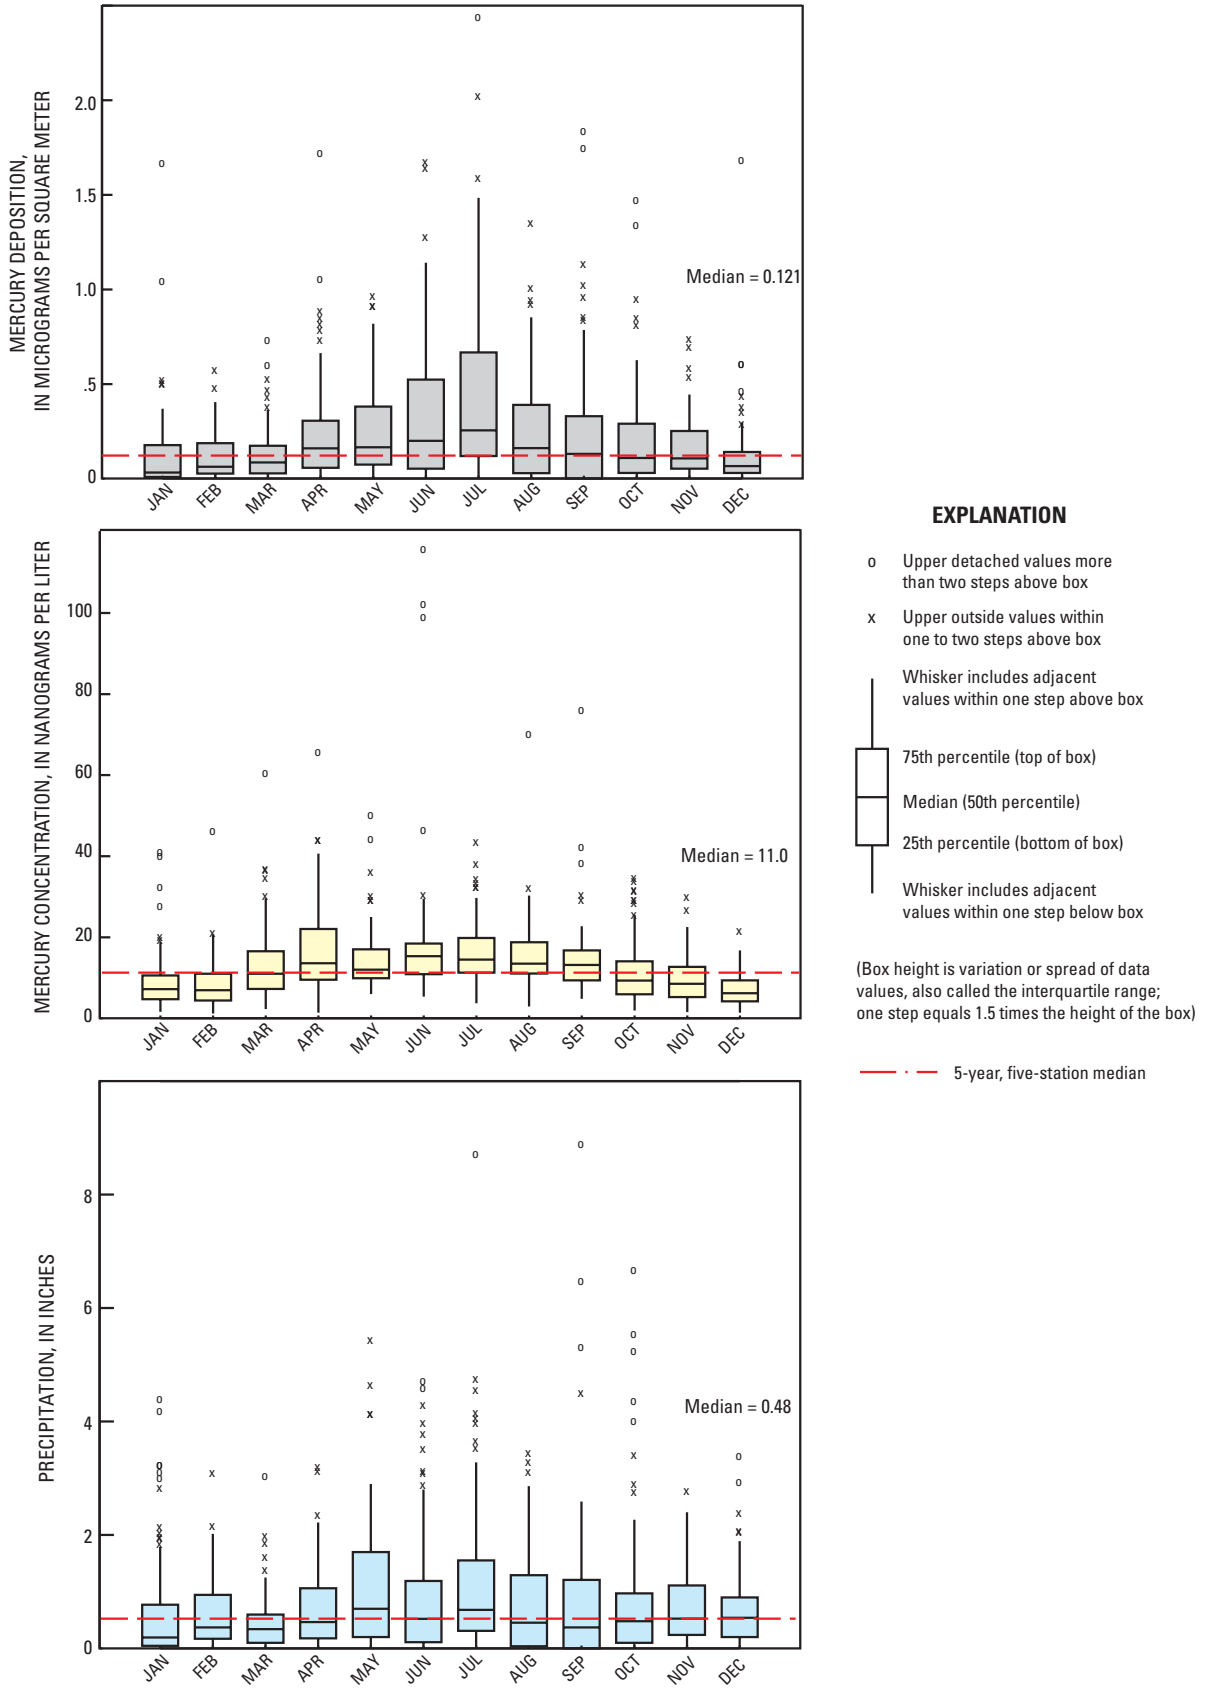 MERCURY DEPOSITION,
IN MICROGRAMS PER SQUARE METER
2.0
1.5
1.0
.5
0
Median = 0.121
JAN
FEB
MAR
APR
MAY
JUN
JUL
AUG
SEP
OCT
NOV
DEC
MERCURY CONCENTRATION, IN NANOGRAMS PER LITER
100
80
60
40
20
0
Median = 11.0
JAN
FEB
MAR
APR
MAY
JUN
JUL
AUG
SEP
OCT
NOV
DEC
PRECIPITATION, IN INCHES
8
6
4
2
0
Median = 0.48
JAN
FEB
MAR
APR
MAY
JUN
JUL
AUG
SEP
OCT
NOV
DEC
EXPLANATION
o Upper detached values more
than two steps above box
x Upper outside values within
one to two steps above box
Whisker includes adjacent
values within one step above box
75th percentile (top of box)
Median (50th percentile)
25th percentile (bottom of box)
Whisker includes adjacent
values within one step below box
(Box height is variation or spread of data
values, also called the interquartile range;
one step equals 1.5 times the height of the box)
5-year, five-station median